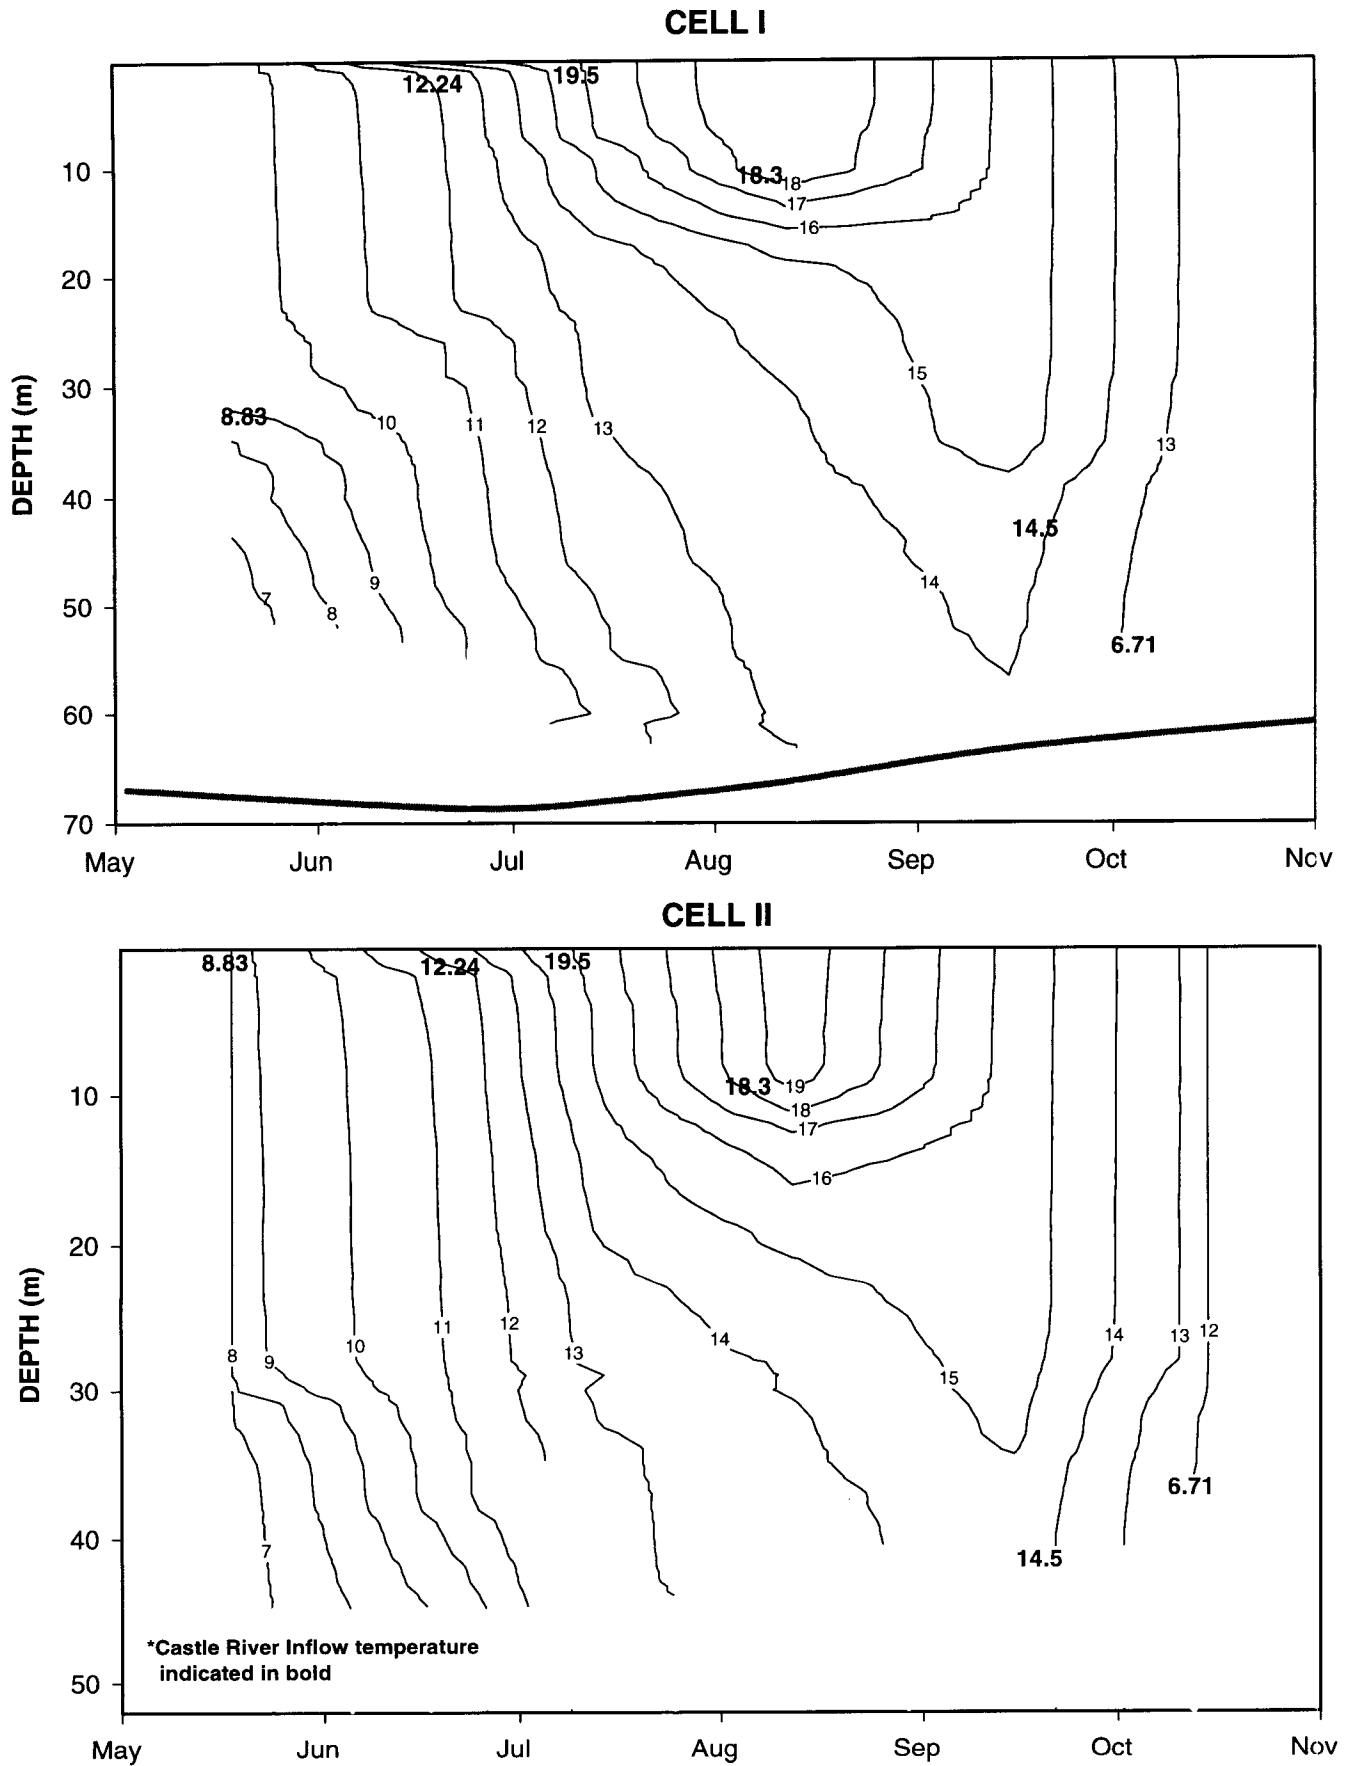 CELL I
12.24 19.5
10
18.3 18
17
16
20
DEPTH (m)
30
15
8.83 10 11 12 13 13
40
14.5
9 14
50
7 8
6.71
60
70
May Jun Jul Aug Sep Oct Nov
CELL II
8.83 12.24 19.5
10
18.3 19
18
17
16
20
DEPTH (m)
8 9 10 11 12 13 14 14 13 12
15
30
6.71
40
7 14.5
*Castle River Inflow temperature
indicated in bold
50
May Jun Jul Aug Sep Oct Nov